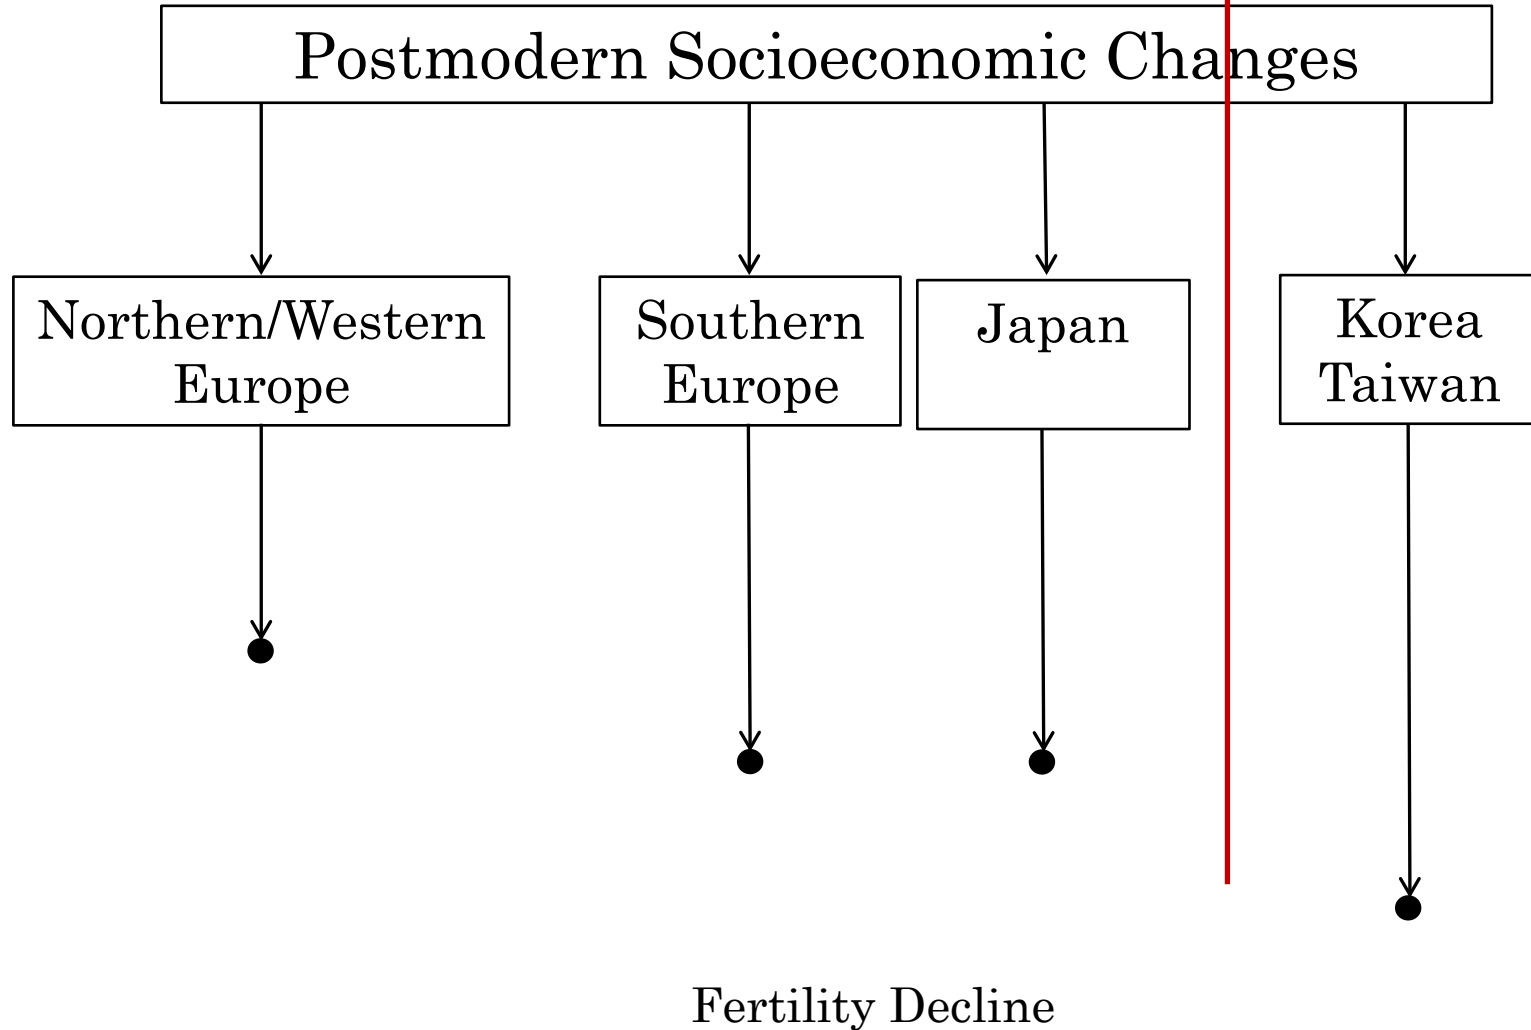 Postmodern Socioeconomic Changes
Northern/Western
Europe
Southern
Europe
Japan
Korea
Taiwan
Fertility Decline